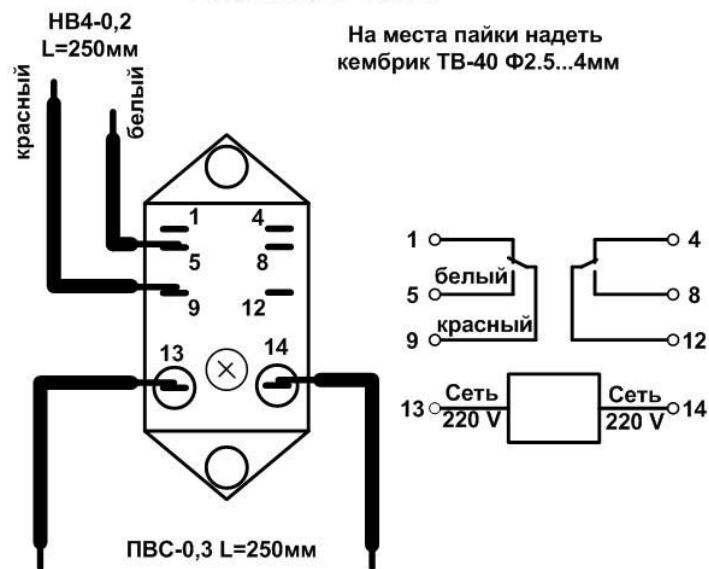 НВ4-0,2
L=250мм
На места пайки надеть
кембрик ТВ-40 Ф2.5...4мм
красный
белый
1
4
5
8
9
12
13
14
1
4
5
белый
8
9
красный
12
13
Сеть
220 V
Сеть
220 V
14
ПВС-0,3 L=250мм